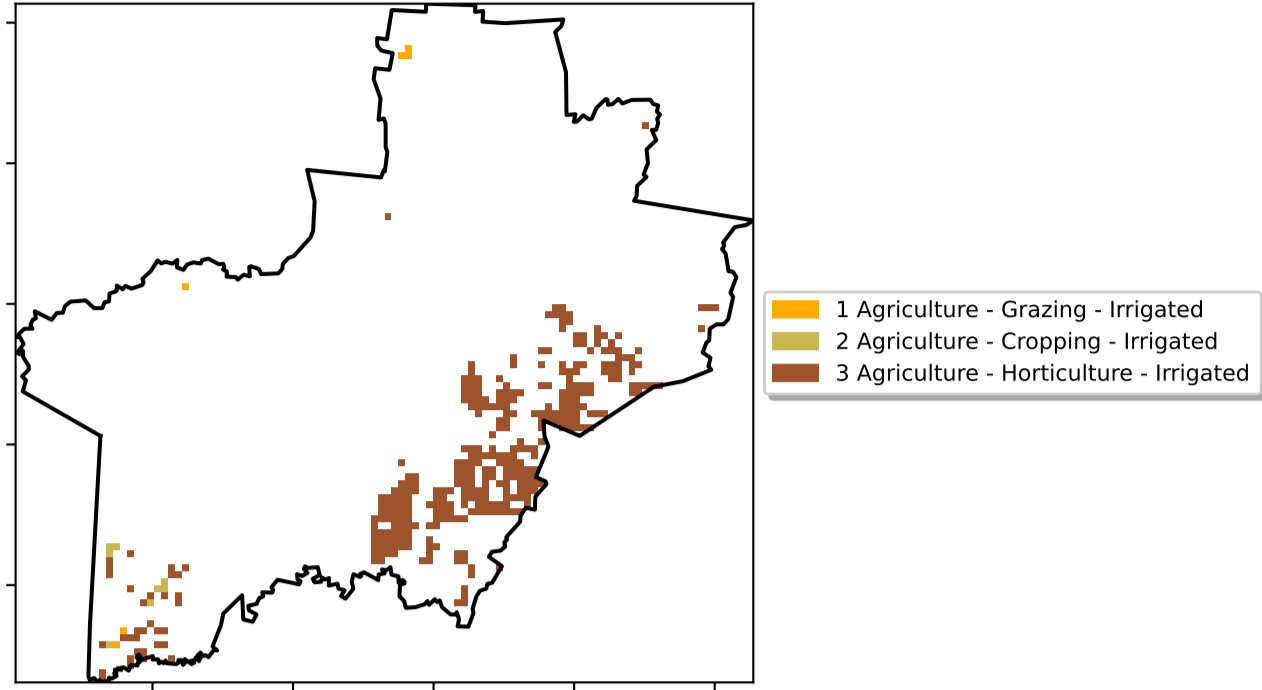 1 Agriculture - Grazing - Irrigated
2 Agriculture - Cropping - Irrigated
3 Agriculture - Horticulture - Irrigated